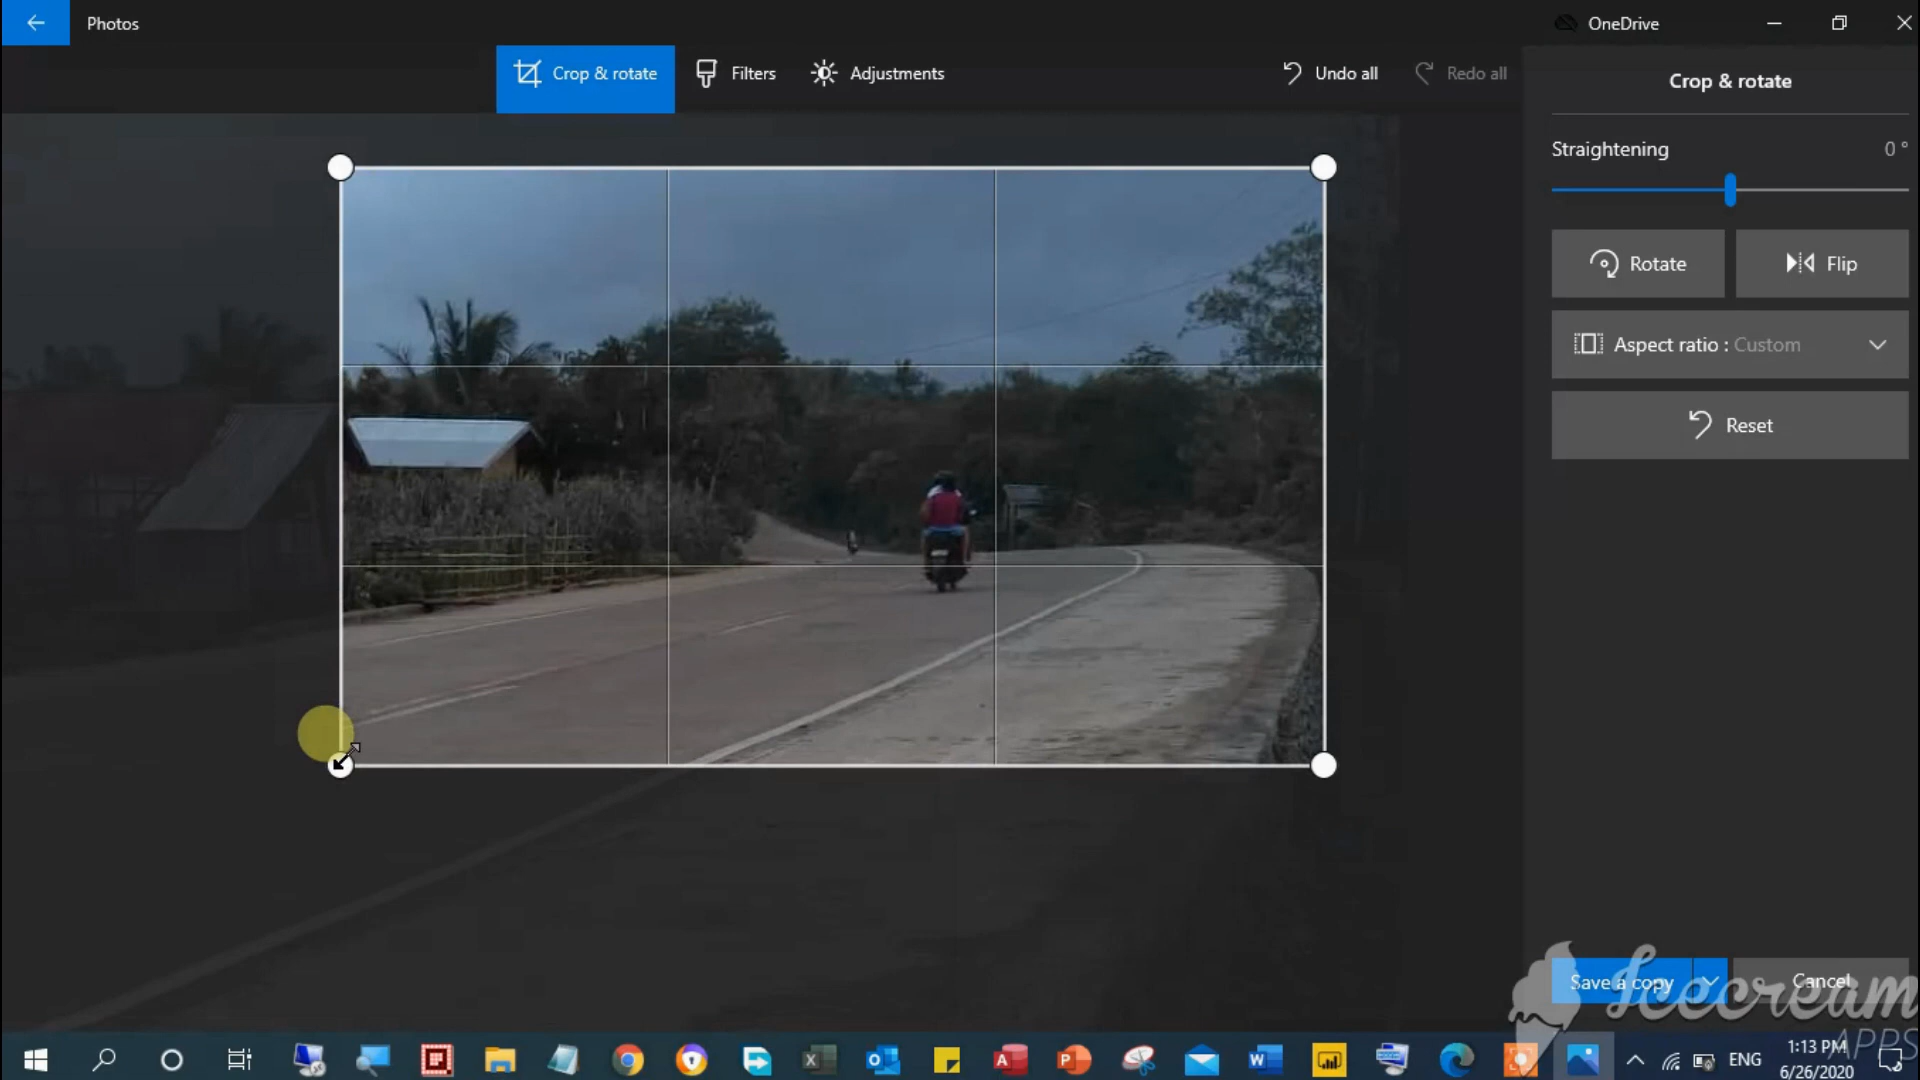 Photos
OneDrive
Crop & rotate
Filters
Adjustments
Undo all
Redo all
Crop & rotate
Straightening
0 °
Rotate
Flip
Aspect ratio : Custom
Reset
Save a copy
Cancel
Icecream
APPS
ENG
1:13 PM
6/26/2020